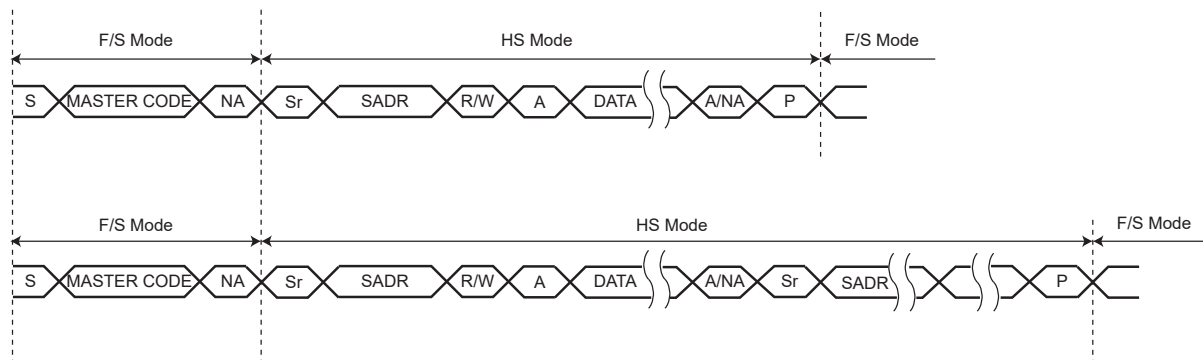 F/S Mode HS Mode F/S Mode
S MASTER CODE NA Sr SADR R/W A DATA A/NA P
F/S Mode HS Mode F/S Mode
S MASTER CODE NA Sr SADR R/W A DATA A/NA Sr SADR P